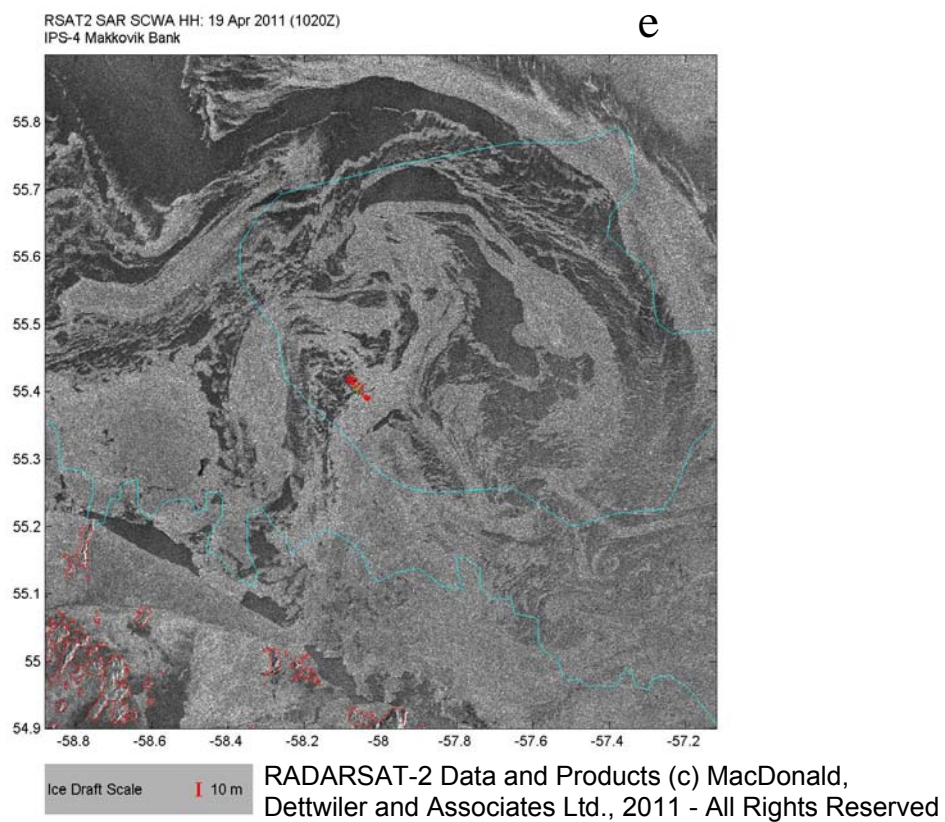 RSAT2 SAR SCWA HH: 19 Apr 2011 (1020Z)
IPS-4 Makkovik Bank
e
55.8
55.7
55.6
55.5
55.4
55.3
55.2
55.1
55
54.9
-58.8 -58.6 -58.4 -58.2 -58 -57.8 -57.6 -57.4 -57.2
Ice Draft Scale 10 m
RADARSAT-2 Data and Products (c) MacDonald,
Dettwiler and Associates Ltd., 2011 - All Rights Reserved